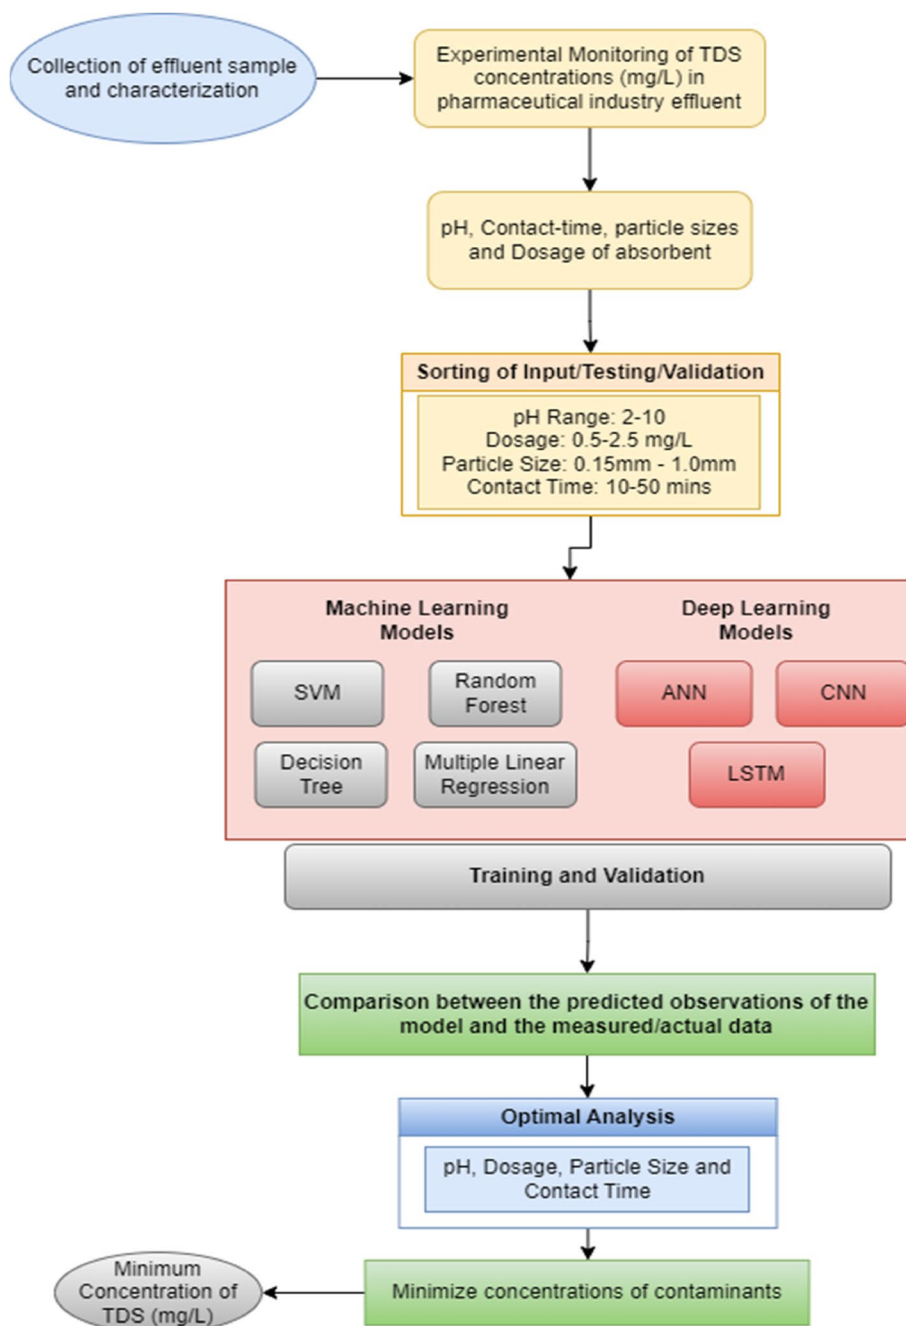 Collection of effluent sample
and characterization
Experimental Monitoring of TDS
concentrations (mg/L) in
pharmaceutical industry effluent
pH, Contact-time, particle sizes
and Dosage of absorbent
Sorting of Input/Testing/Validation
pH Range: 2-10
Dosage: 0.5-2.5 mg/L
Particle Size: 0.15mm - 1.0mm
Contact Time: 10-50 mins
Machine Learning
Models
SVM
Random
Forest
Decision
Tree
Multiple Linear
Regression
Deep Learning
Models
ANN
CNN
LSTM
Training and Validation
Comparison between the predicted observations of the
model and the measured/actual data
Optimal Analysis
pH, Dosage, Particle Size and
Contact Time
Minimize concentrations of contaminants
Minimum
Concentration of
TDS (mg/L)